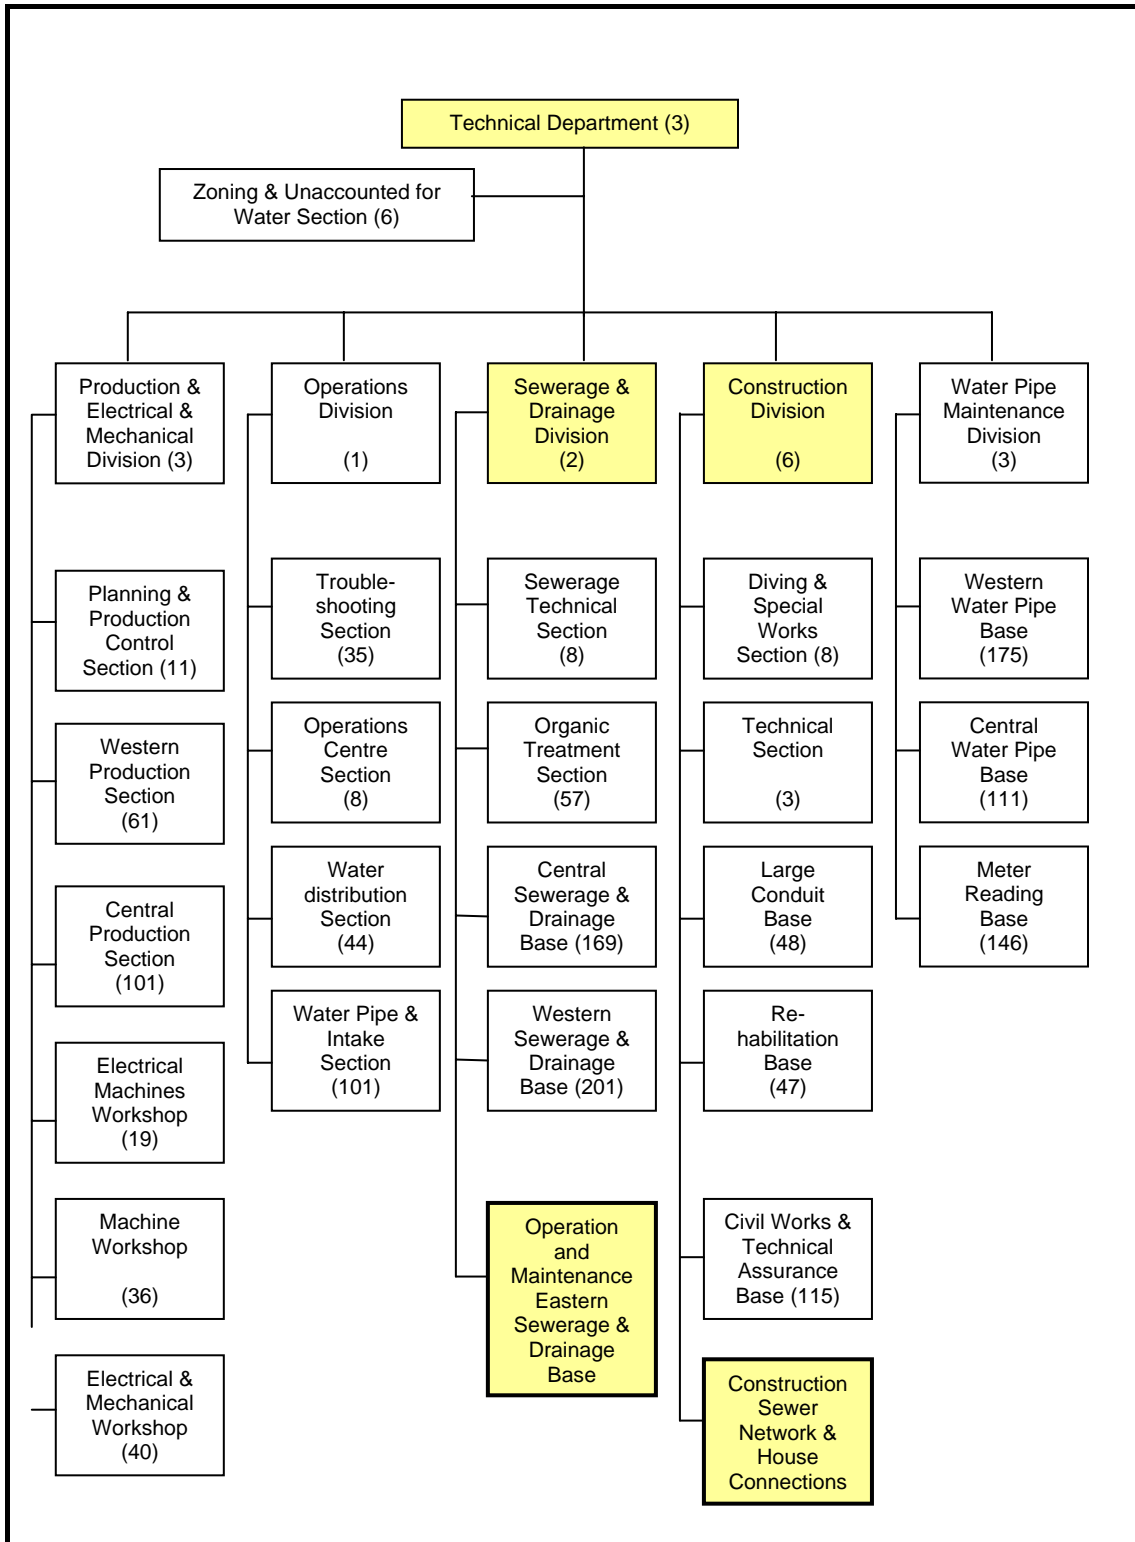 Technical Department (3)
Zoning & Unaccounted for
Water Section (6)
Production &
Electrical &
Mechanical
Division (3)
Operations
Division
(1)
Sewerage &
Drainage
Division
(2)
Construction
Division
(6)
Water Pipe
Maintenance
Division
(3)
Planning &
Production
Control
Section (11)
Western
Production
Section
(61)
Central
Production
Section
(101)
Electrical
Machines
Workshop
(19)
Machine
Workshop
(36)
Electrical &
Mechanical
Workshop
(40)
Trouble-
shooting
Section
(35)
Operations
Centre
Section
(8)
Water
distribution
Section
(44)
Water Pipe &
Intake
Section
(101)
Sewerage
Technical
Section
(8)
Organic
Treatment
Section
(57)
Central
Sewerage &
Drainage
Base (169)
Western
Sewerage &
Drainage
Base (201)
Operation
and
Maintenance
Eastern
Sewerage &
Drainage
Base
Diving &
Special
Works
Section (8)
Technical
Section
(3)
Large
Conduit
Base
(48)
Re-
habilitation
Base
(47)
Civil Works &
Technical
Assurance
Base (115)
Construction
Sewer
Network &
House
Connections
Western
Water Pipe
Base
(175)
Central
Water Pipe
Base
(111)
Meter
Reading
Base
(146)